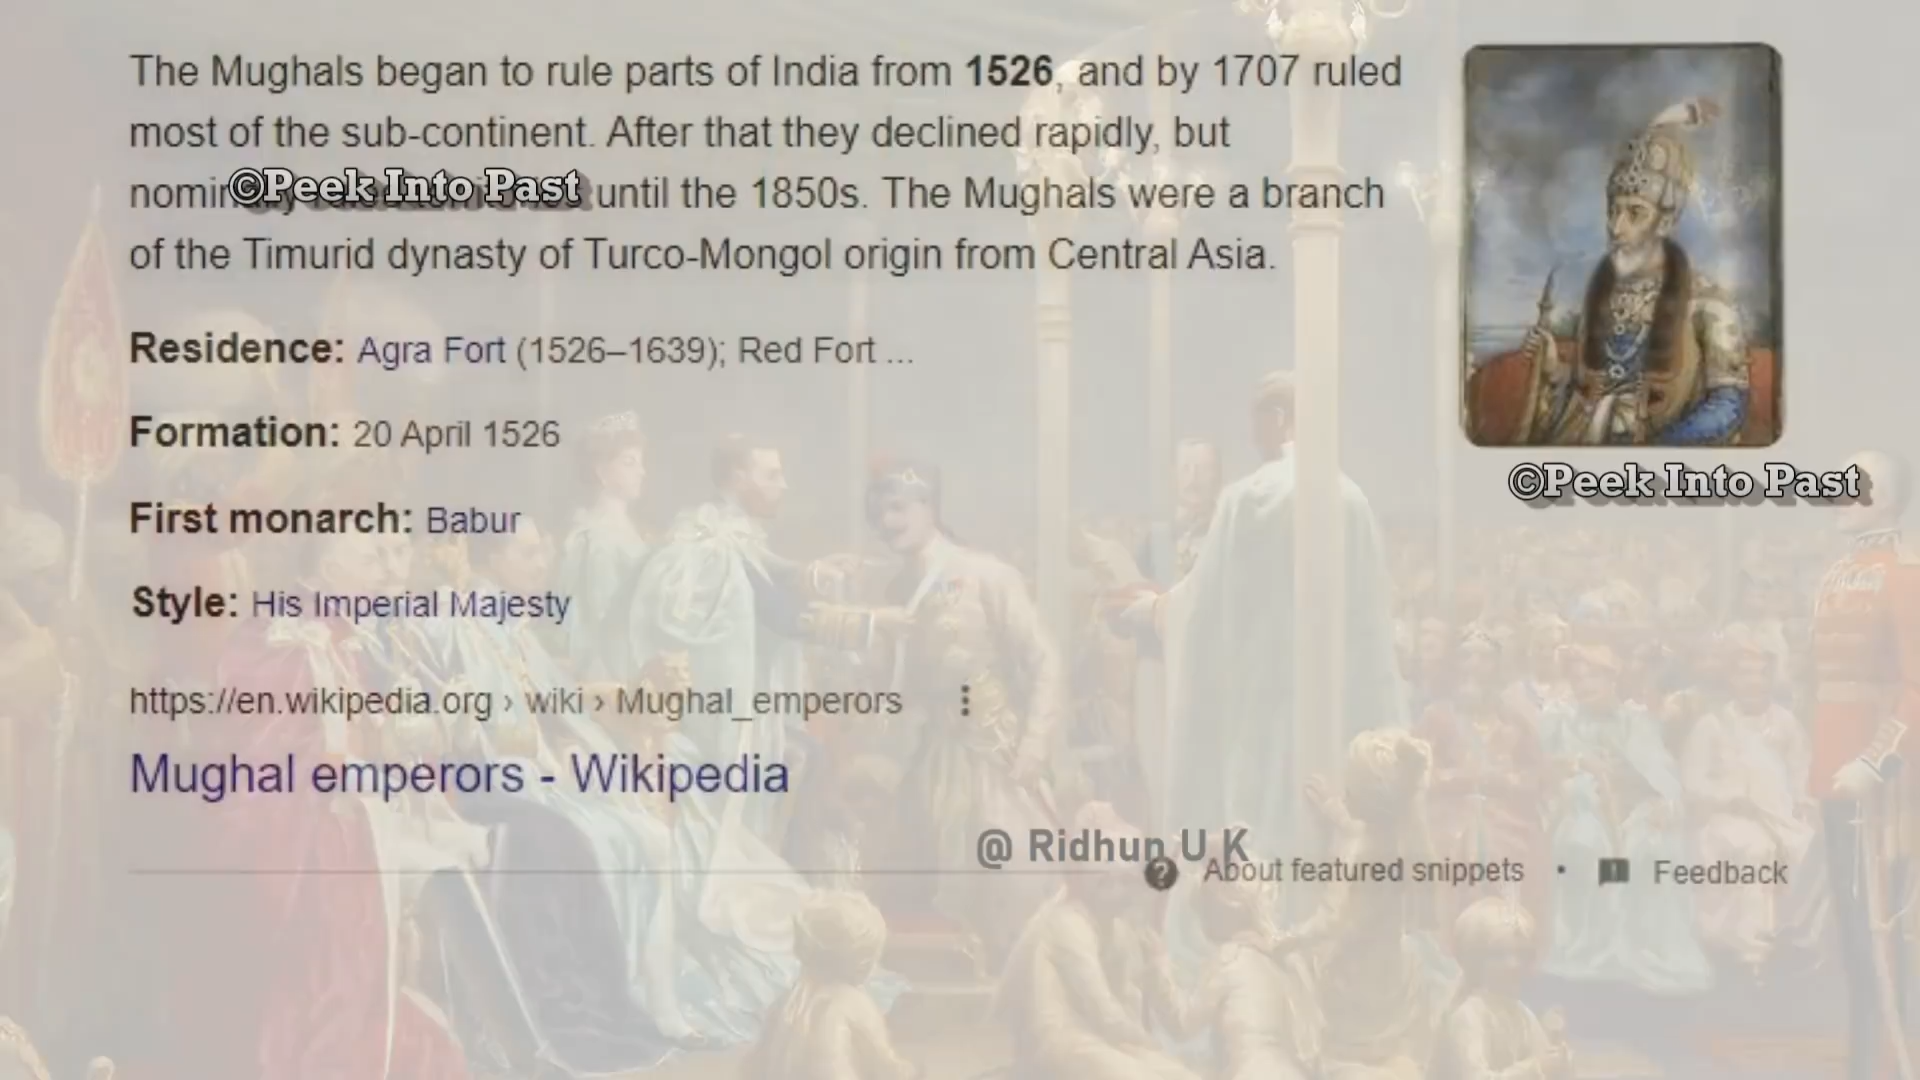 The Mughals began to rule parts of India from 1526, and by 1707 ruled
most of the sub-continent. After that they declined rapidly, but
©Peek Into Past until the 1850s. The Mughals were a branch
of the Timurid dynasty of Turco-Mongol origin from Central Asia.
Residence: Agra Fort (1526–1639); Red Fort ...
Formation: 20 April 1526
©Peek Into Past
First monarch: Babur
Style: His Imperial Majesty
https://en.wikipedia.org › wiki › Mughal_emperors
Mughal emperors - Wikipedia
@ Ridhun U K
About featured snippets • Feedback